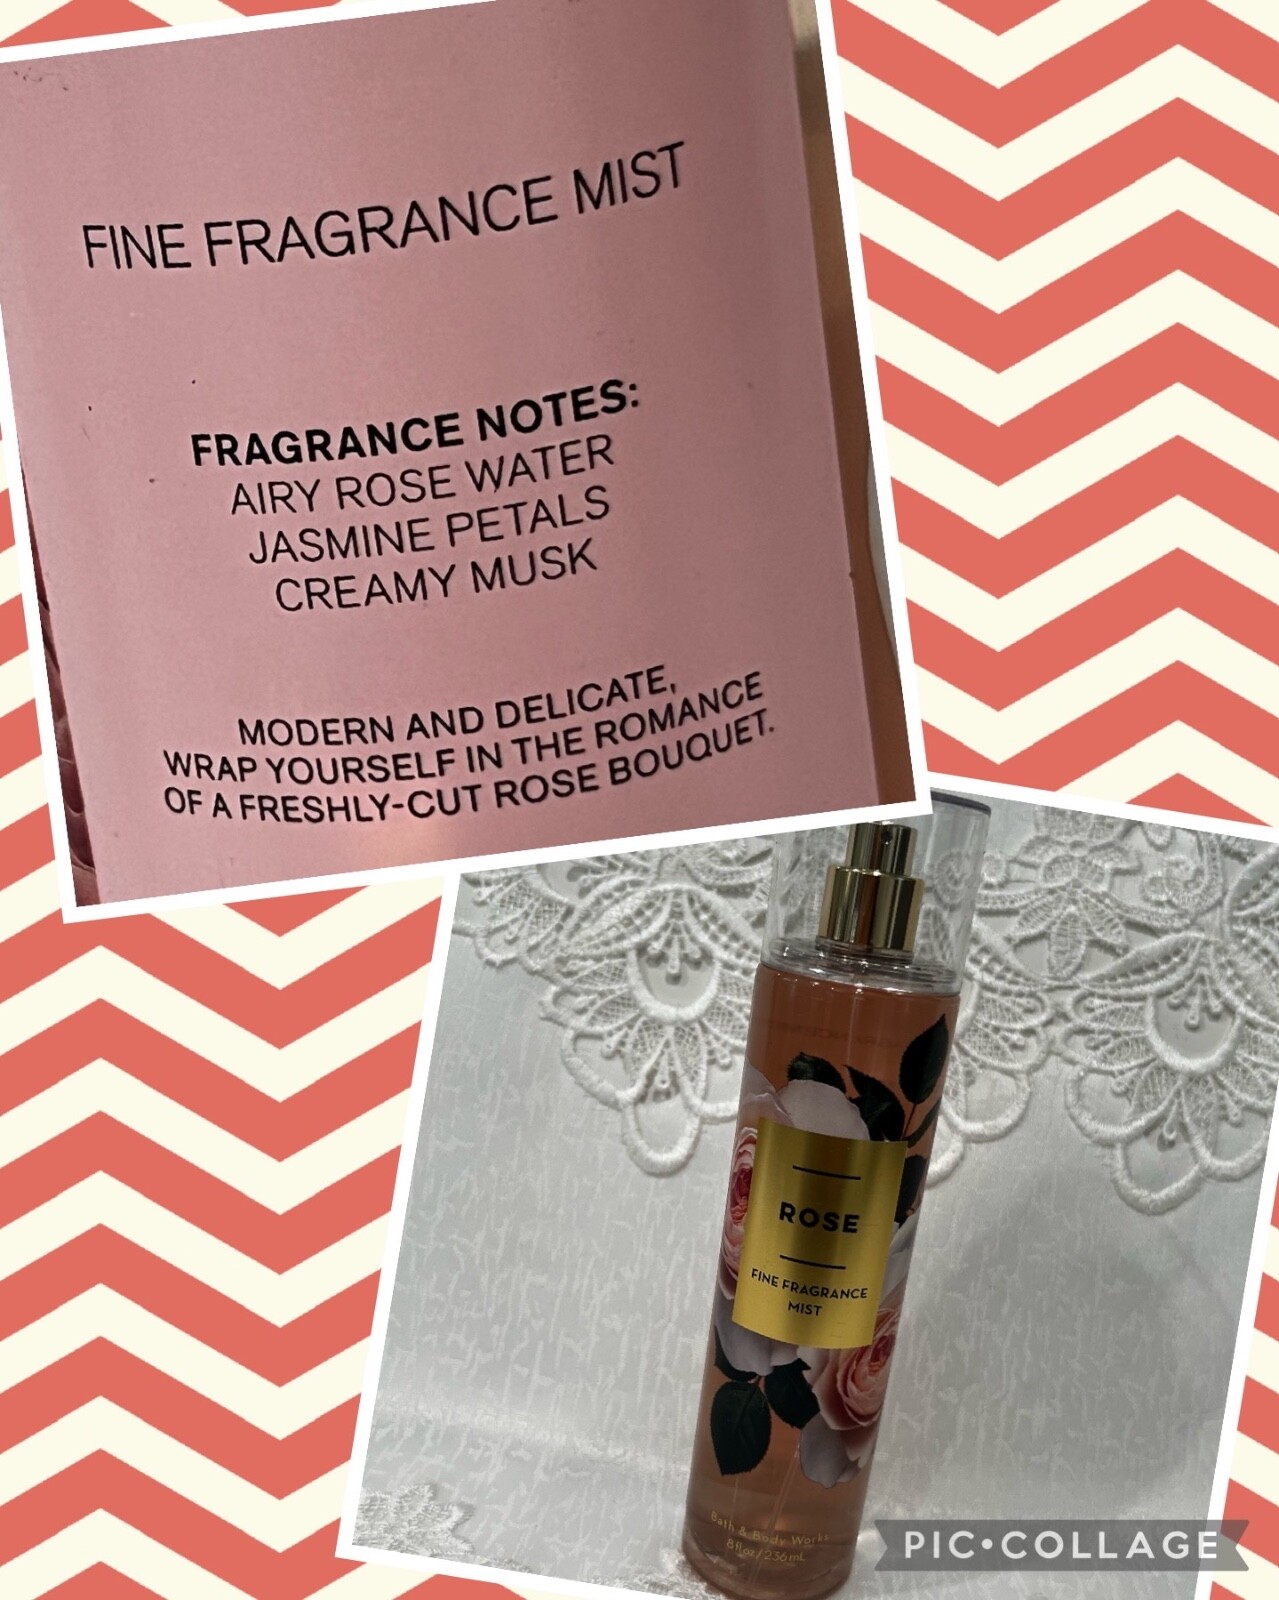 FINE FRAGRANCE MIST
FRAGRANCE NOTES:
AIRY ROSE WATER
JASMINE PETALS
CREAMY MUSK
MODERN AND DELICATE,
WRAP YOURSELF IN THE ROMANCE
OF A FRESHLY-CUT ROSE BOUQUET.
ROSE
FINE FRAGRANCE
MIST
Bath & Body Works
8 fl oz / 236 mL
PIC•COLLAGE